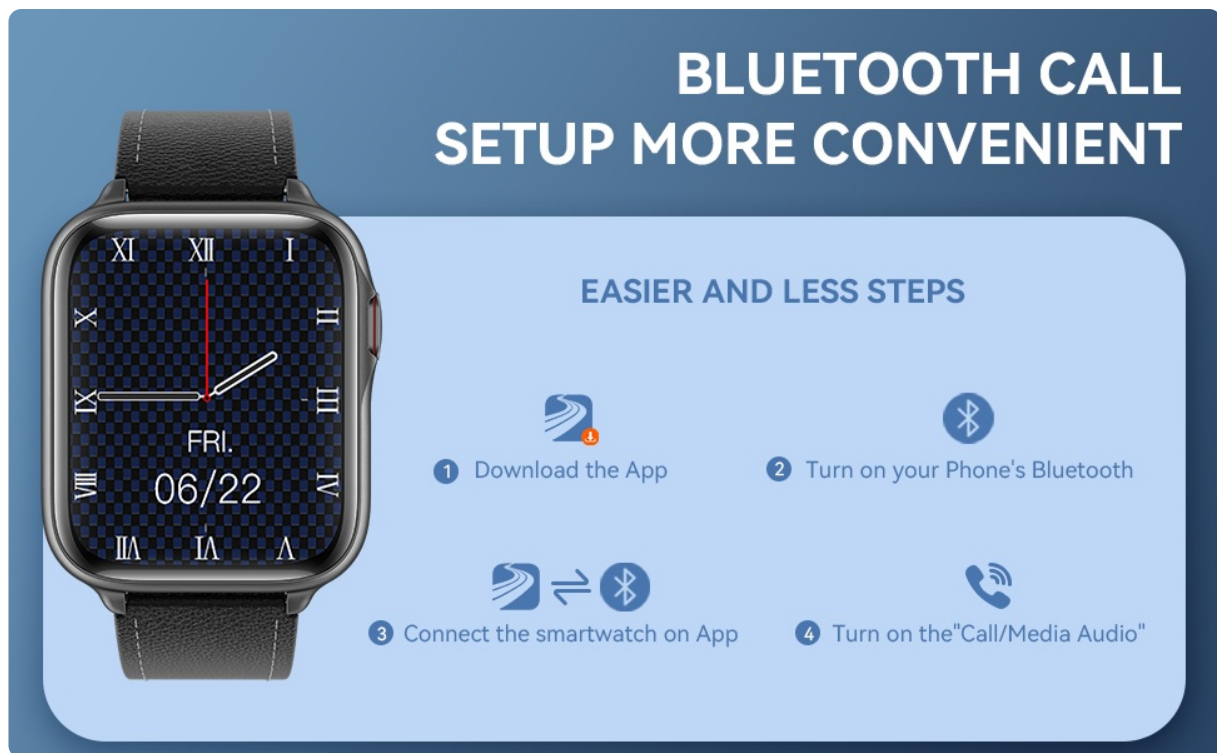 BLUETOOTH CALL
SETUP MORE CONVENIENT
EASIER AND LESS STEPS
XI XII I
X II
IX III
FRI.
06/22
VIII IV
VII VI V
1 Download the App
2 Turn on your Phone's Bluetooth
3 Connect the smartwatch on App
4 Turn on the"Call/Media Audio"